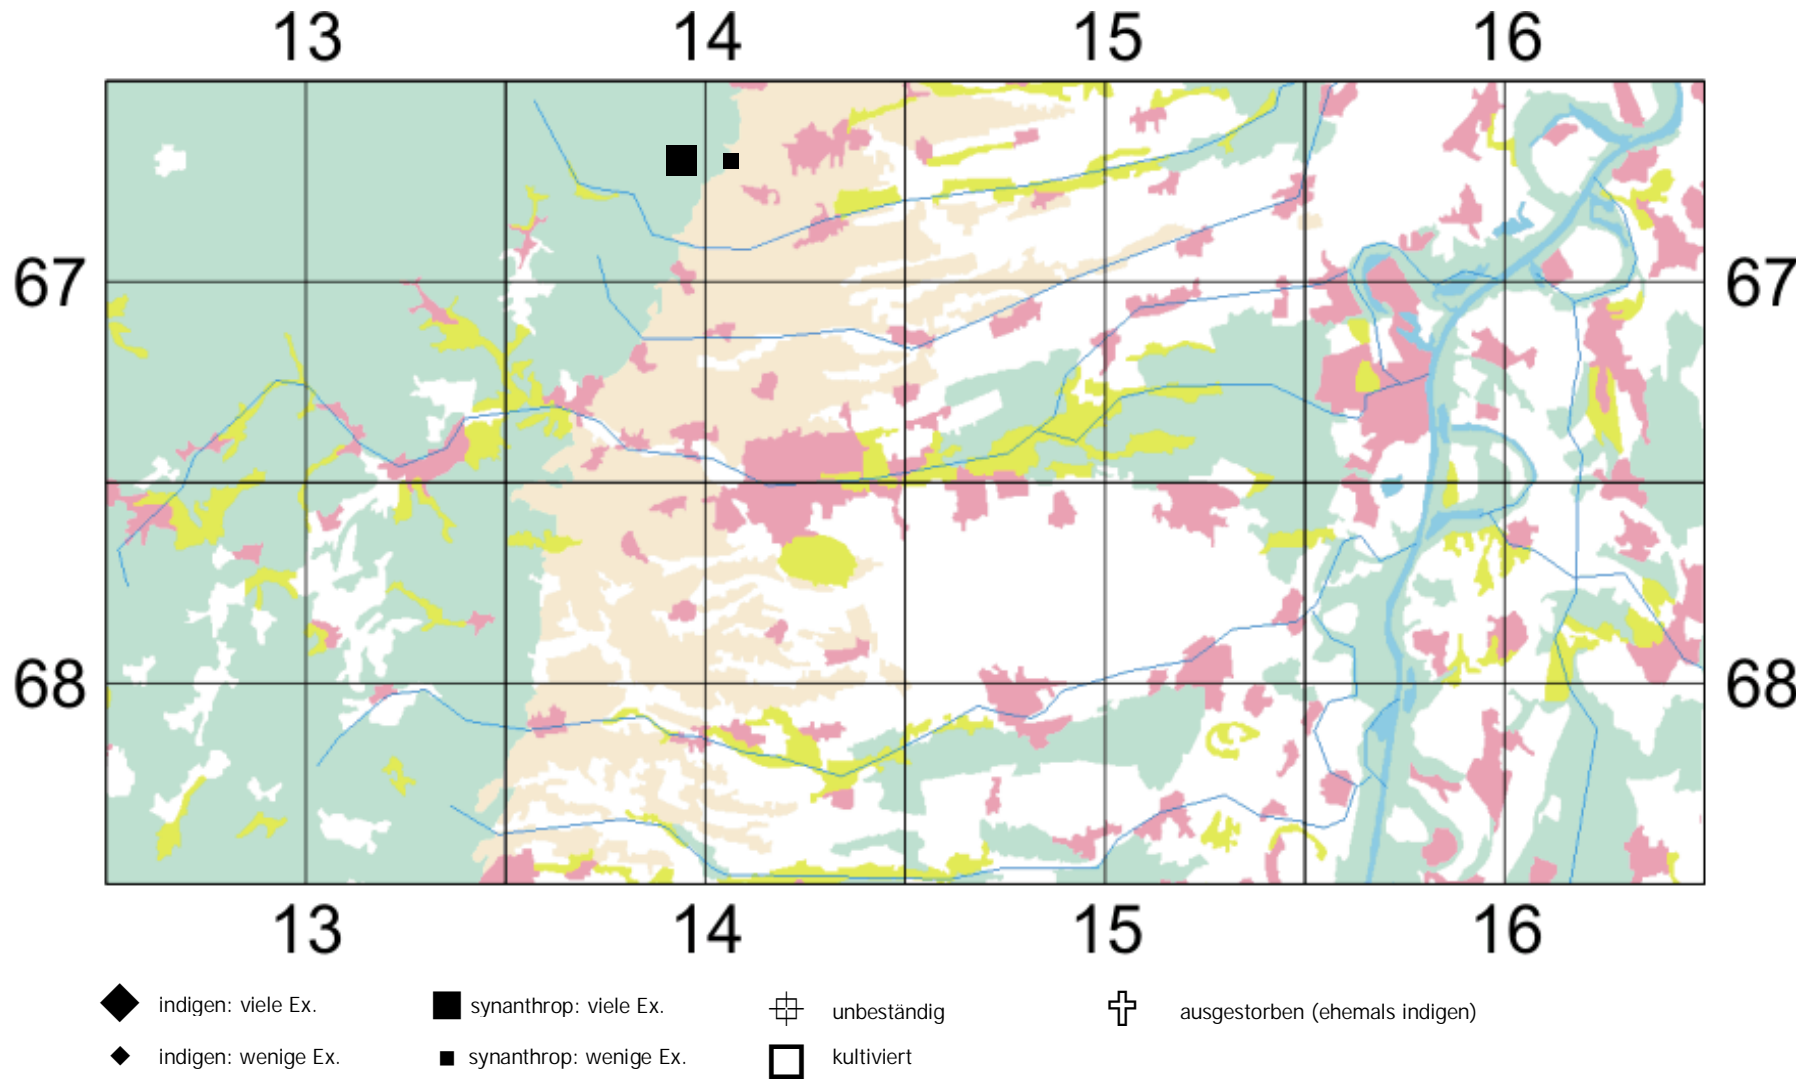 13 14 15 16
67 67
68 68
13 14 15 16
indigen: viele Ex. synanthrop: viele Ex. unbeständig ausgestorben (ehemals indigen)
indigen: wenige Ex. synanthrop: wenige Ex. kultiviert